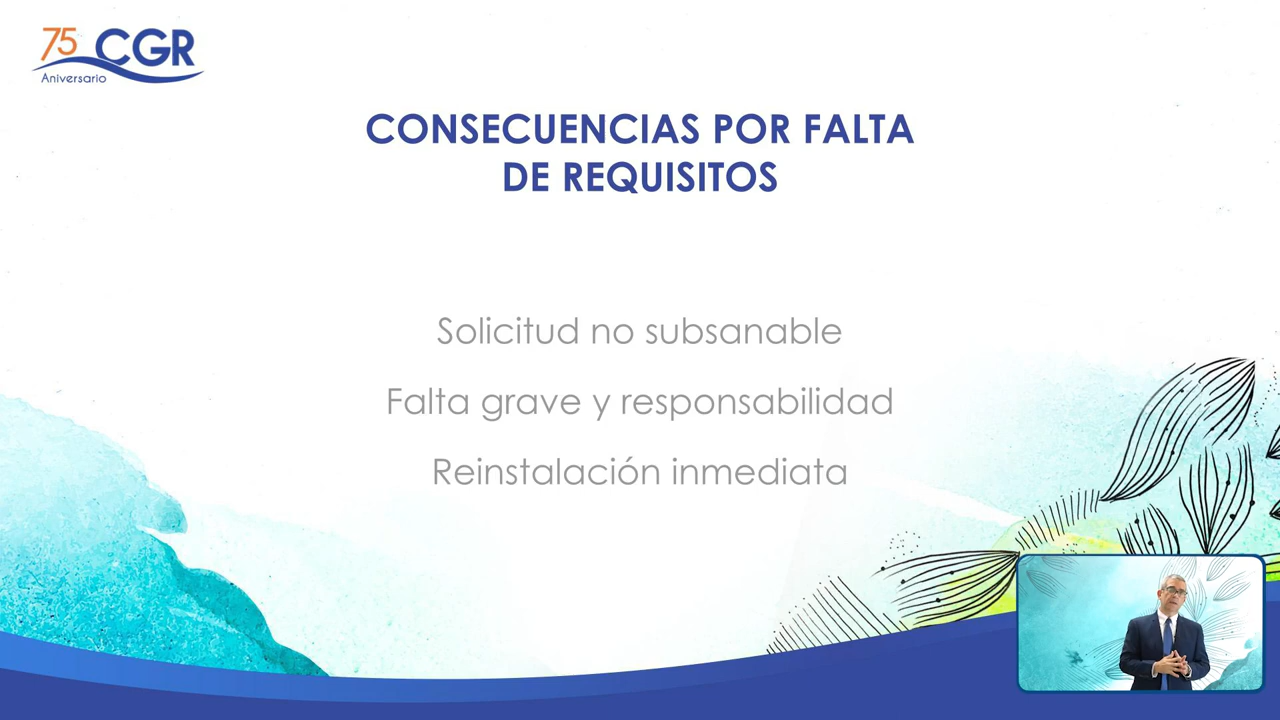 75 CGR
Aniversario
CONSECUENCIAS POR FALTA
DE REQUISITOS
Solicitud no subsanable
Falta grave y responsabilidad
Reinstalación inmediata